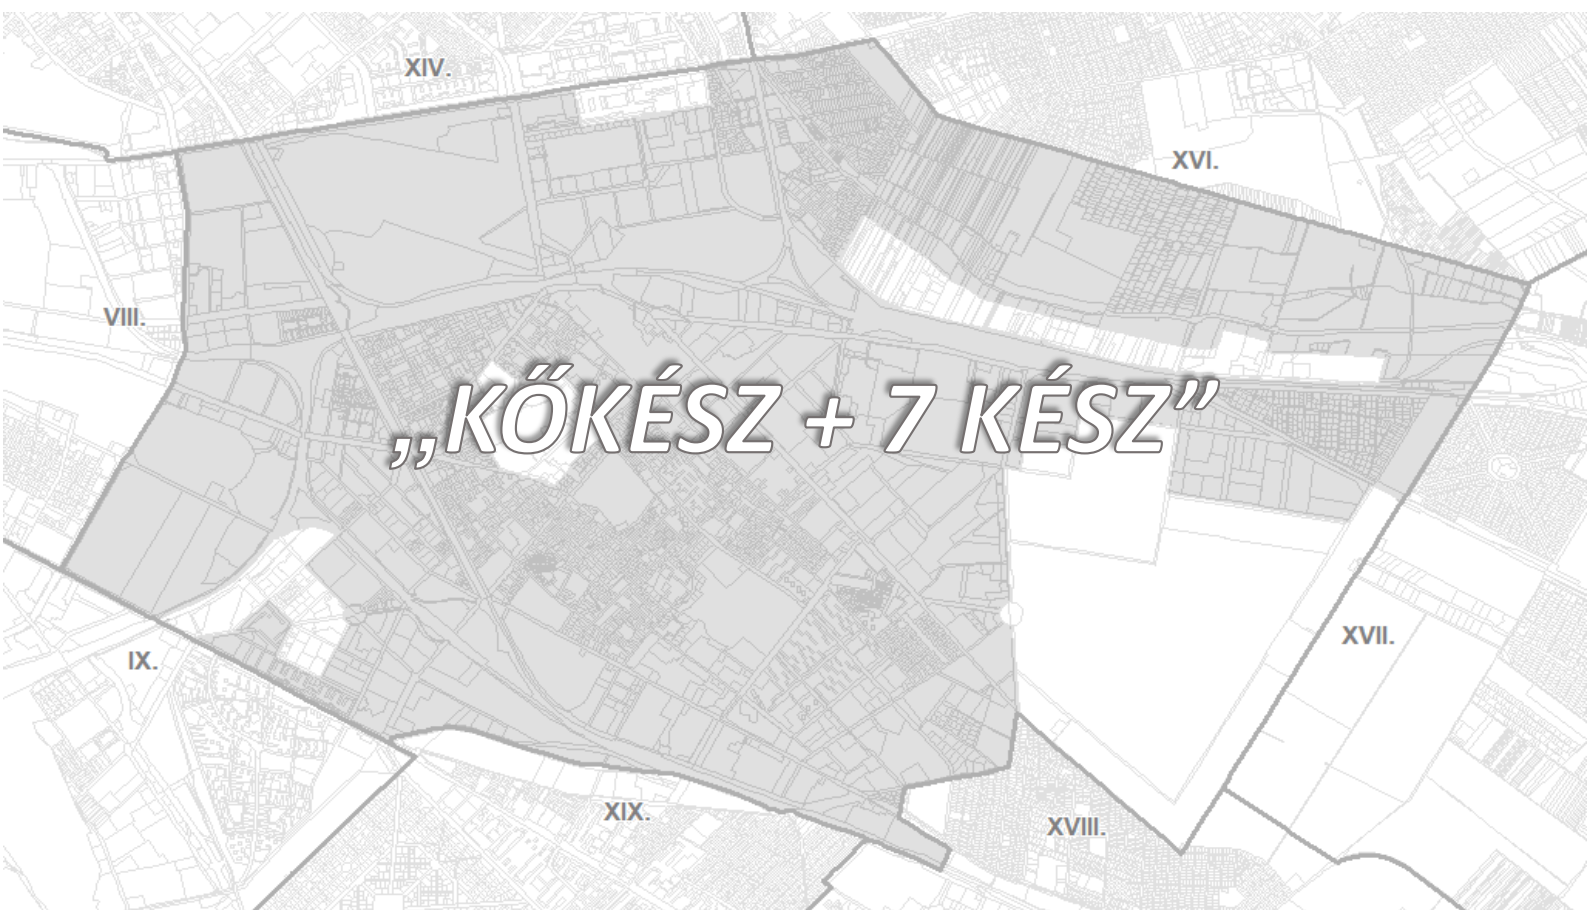 XIV.
XVI.
VIII.
„KŐKÉSZ + 7 KÉSZ”
XVII.
IX.
XIX.
XVIII.